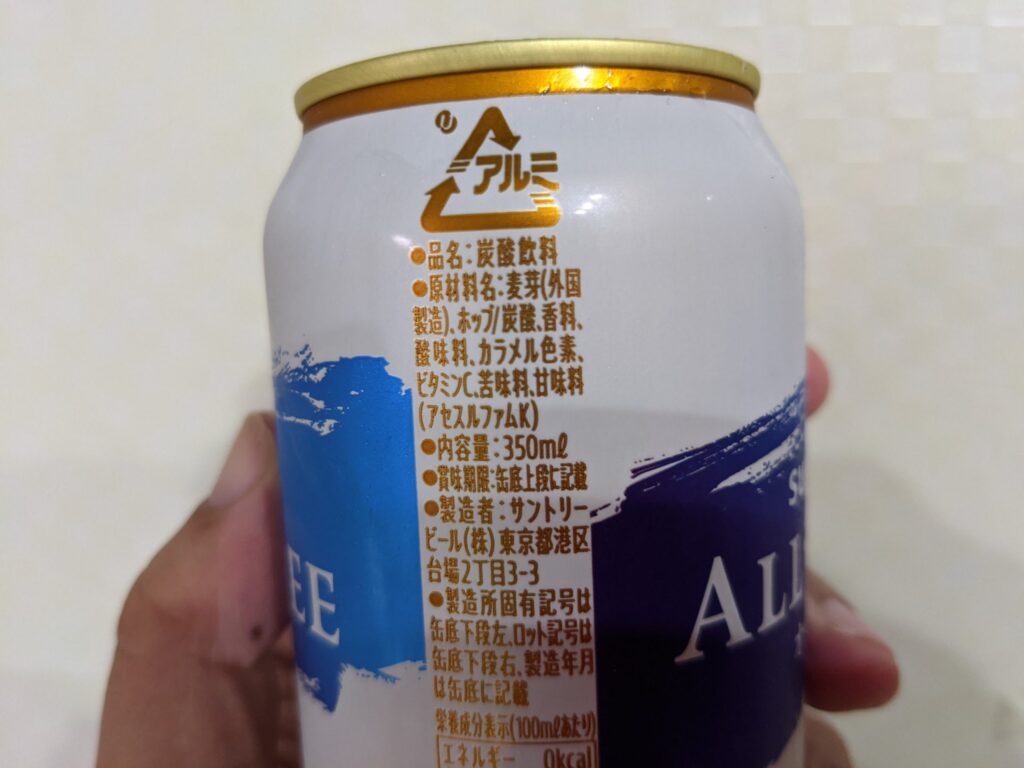 アルミ
●品名:炭酸飲料
●原材料名:麦芽(外国
製造)、ホップ/炭酸、香料、
酸味料、カラメル色素、
ビタミンC、苦味料、甘味料
(アセスルファムK)
●内容量:350mℓ
●賞味期限:缶底上段に記載
●製造者:サントリー
ビール(株)東京都港区
台場2丁目3-3
●製造所固有記号は
缶底下段左、ロット記号は
缶底下段右、製造年月
は缶底に記載
栄養成分表示(100mℓあたり)
エネルギー 0kcal
EE
ALL